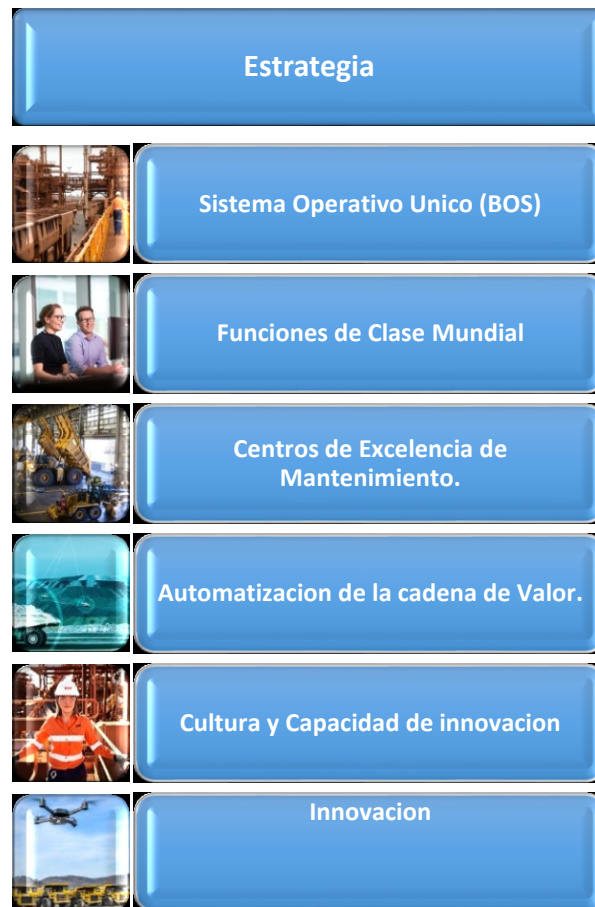 Estrategia
Sistema Operativo Unico (BOS)
Funciones de Clase Mundial
Centros de Excelencia de
Mantenimiento.
Automatizacion de la cadena de Valor.
Cultura y Capacidad de innovacion
Innovacion